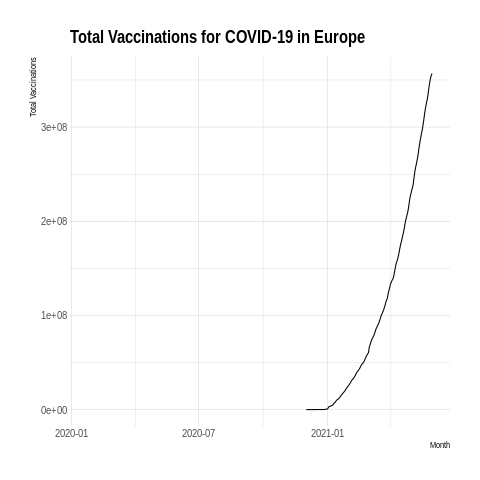 Total Vaccinations for COVID-19 in Europe
Total Vaccinations
3e+08
2e+08
1e+08
0e+00
2020-01 2020-07 2021-01
Month